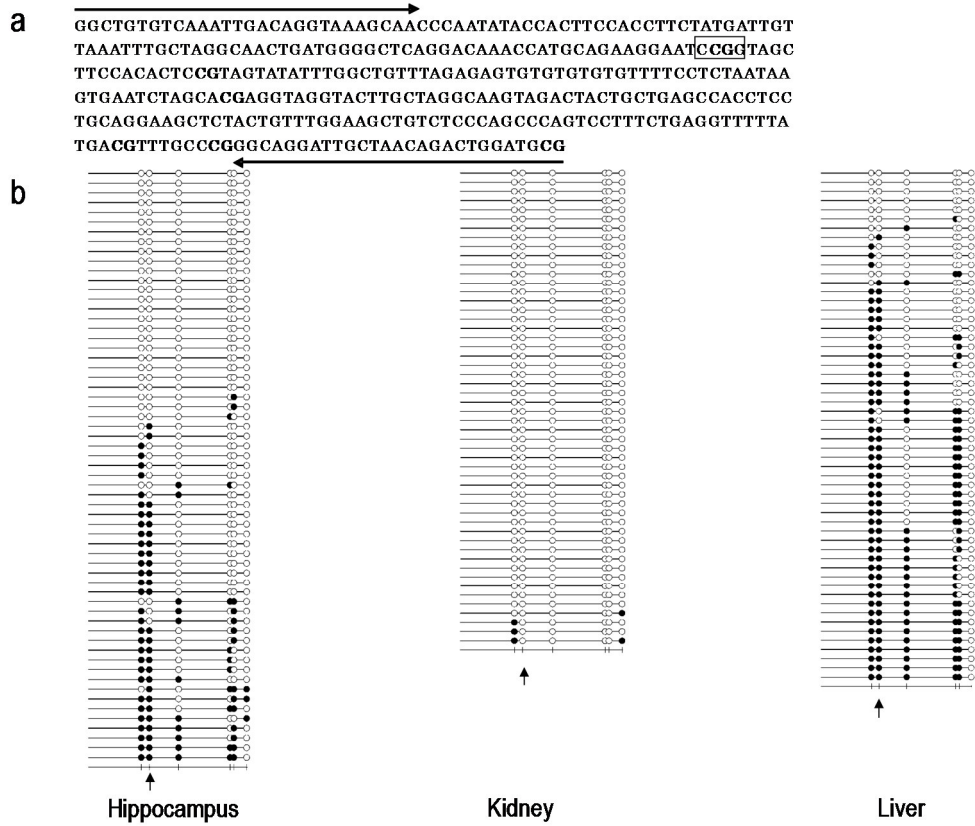 a
GGCTGTGTCAAATTGACAGGTAAAGCAACCCAATATACCACTTCCACCTTCTATGATTGT
TAAATTTGCTAGGCAACTGATGGGGCTCAGGACAAACCATGCAGAAGGAATCCGGTAGC
TTCCACACTCCGTAGTATATTTGGCTGTTTAGAGAGTGTGTGTGTGTTTTCCTCTAATAA
GTGAATCTAGCACGAGGTAGGTACTTGCTAGGCAAGTAGACTACTGCTGAGCCACCTCC
TGCAGGAAGCTCTACTGTTTGGAAGCTGTCTCCCAGCCCAGTCCTTTCTGAGGTTTTTA
TGACGTTTGCCCCGGGCAGGATTGCTAACAGACTGGATGCG
b
Hippocampus
Kidney
Liver